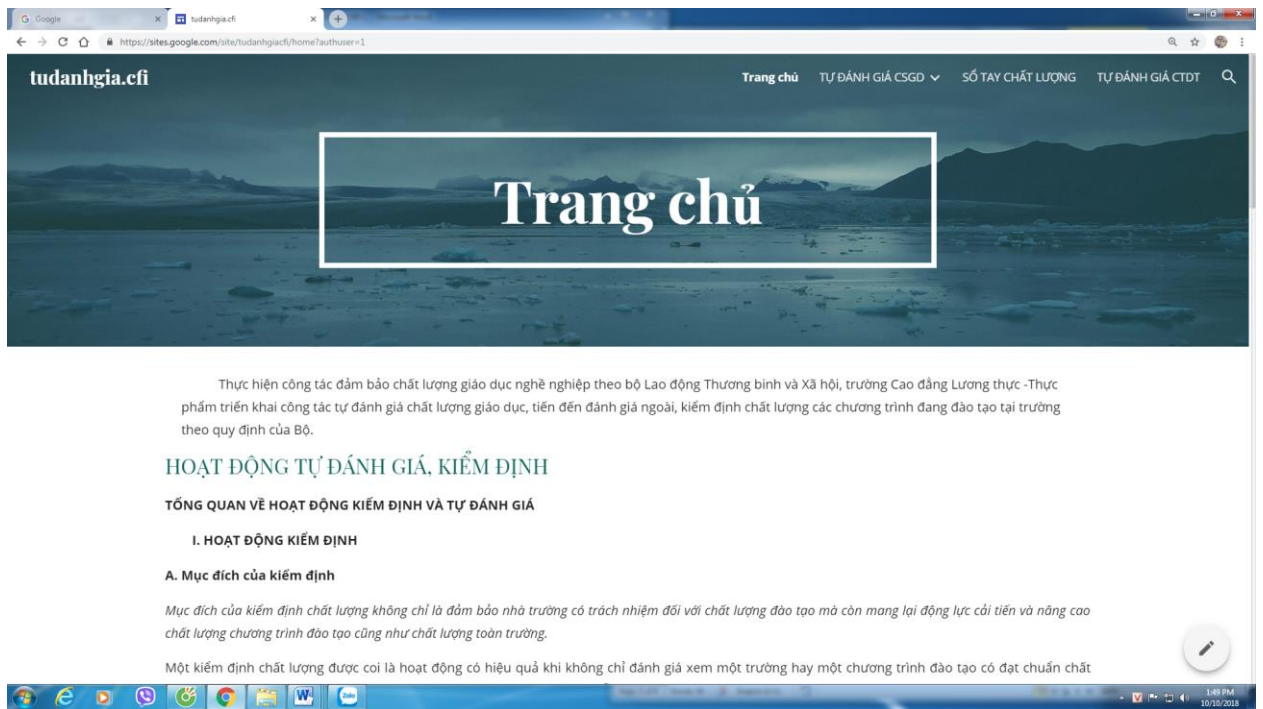 Google
tudanhgia.cfi
https://sites.google.com/site/tudanhgiacfi/home?authuser=1
tudanhgia.cfi
Trang chủ TỰ ĐÁNH GIÁ CSGD SỔ TAY CHẤT LƯỢNG TỰ ĐÁNH GIÁ CTDT
Trang chủ
Thực hiện công tác đảm bảo chất lượng giáo dục nghề nghiệp theo bộ Lao động Thương binh và Xã hội, trường Cao đẳng Lương thực -Thực
phẩm triển khai công tác tự đánh giá chất lượng giáo dục, tiến đến đánh giá ngoài, kiểm định chất lượng các chương trình đang đào tạo tại trường
theo quy định của Bộ.
HOẠT ĐỘNG TỰ ĐÁNH GIÁ, KIỂM ĐỊNH
TỔNG QUAN VỀ HOẠT ĐỘNG KIỂM ĐỊNH VÀ TỰ ĐÁNH GIÁ
I. HOẠT ĐỘNG KIỂM ĐỊNH
A. Mục đích của kiểm định
Mục đích của kiểm định chất lượng không chỉ là đảm bảo nhà trường có trách nhiệm đối với chất lượng đào tạo mà còn mang lại động lực cải tiến và nâng cao
chất lượng chương trình đào tạo cũng như chất lượng toàn trường.
Một kiểm định chất lượng được coi là hoạt động có hiệu quả khi không chỉ đánh giá xem một trường hay một chương trình đào tạo có đạt chuẩn chất
Zalo
1:49 PM
10/10/2018